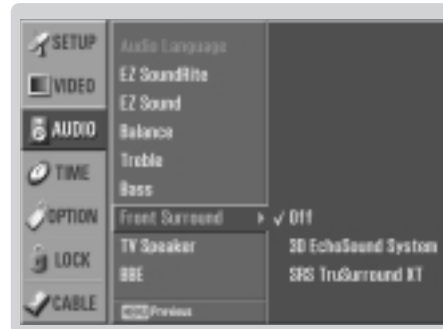 SETUP
VIDEO
AUDIO
TIME
OPTION
LOCK
CABLE
Audio Language
EZ SoundRite
EZ Sound
Balance
Treble
Bass
Front Surround
TV Speaker
BBE
MENU Previous
√ Off
3D EchoSound System
SRS TruSurround XT